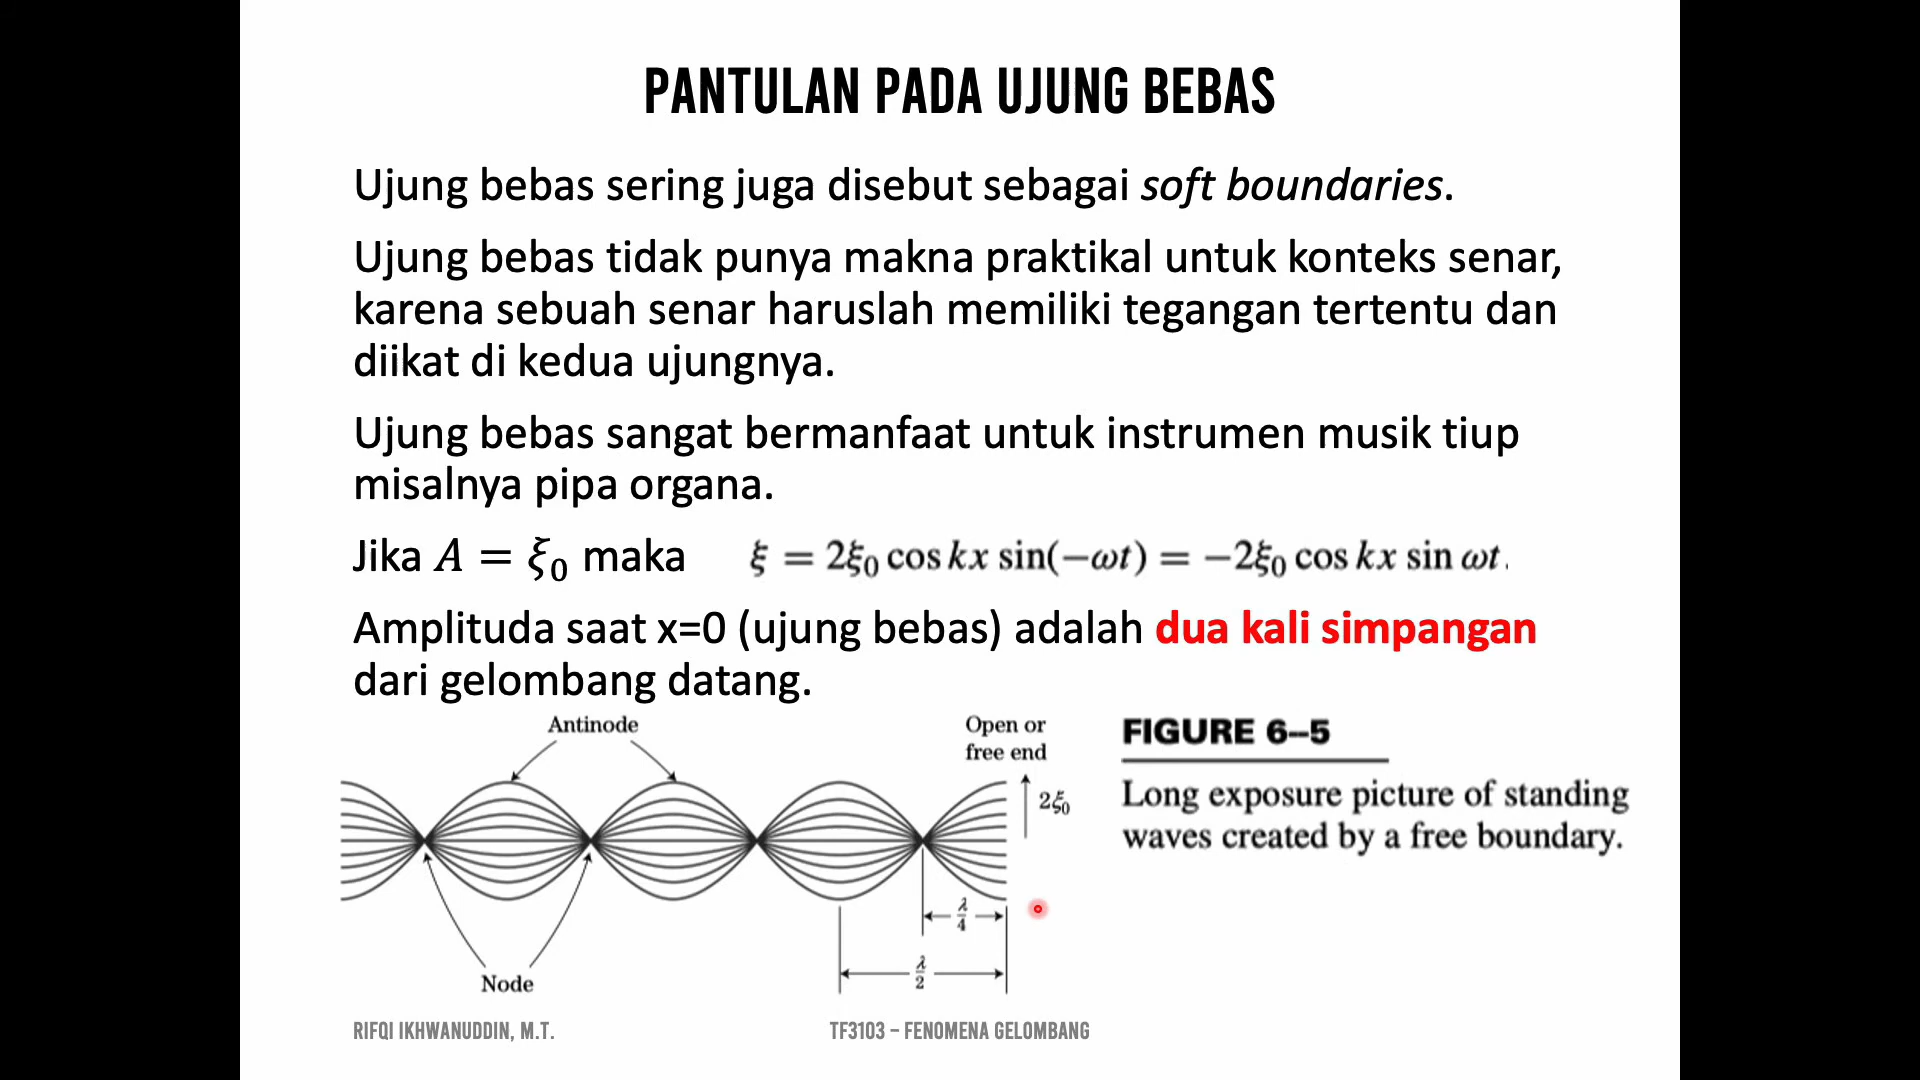 PANTULAN PADA UJUNG BEBAS
Ujung bebas sering juga disebut sebagai soft boundaries.
Ujung bebas tidak punya makna praktikal untuk konteks senar,
karena sebuah senar haruslah memiliki tegangan tertentu dan
diikat di kedua ujungnya.
Ujung bebas sangat bermanfaat untuk instrumen musik tiup
misalnya pipa organa.
Jika A = ξ₀ maka ξ = 2ξ₀ cos kx sin(−ωt) = −2ξ₀ cos kx sin ωt.
Amplituda saat x=0 (ujung bebas) adalah dua kali simpangan
dari gelombang datang.
Antinode
Open or
free end
2ξ₀
λ/4
λ/2
Node
FIGURE 6–5
Long exposure picture of standing
waves created by a free boundary.
RIFQI IKHWANUDDIN, M.T.
TF3103 – FENOMENA GELOMBANG